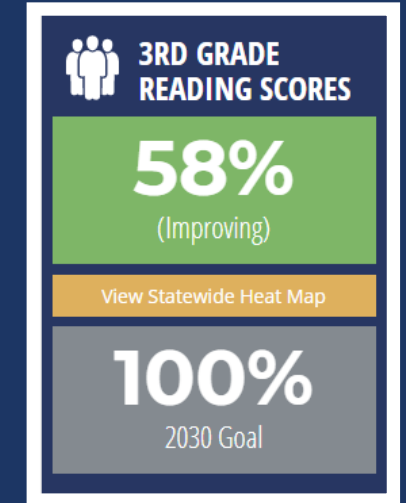 3RD GRADE
READING SCORES
58%
(Improving)
View Statewide Heat Map
100%
2030 Goal